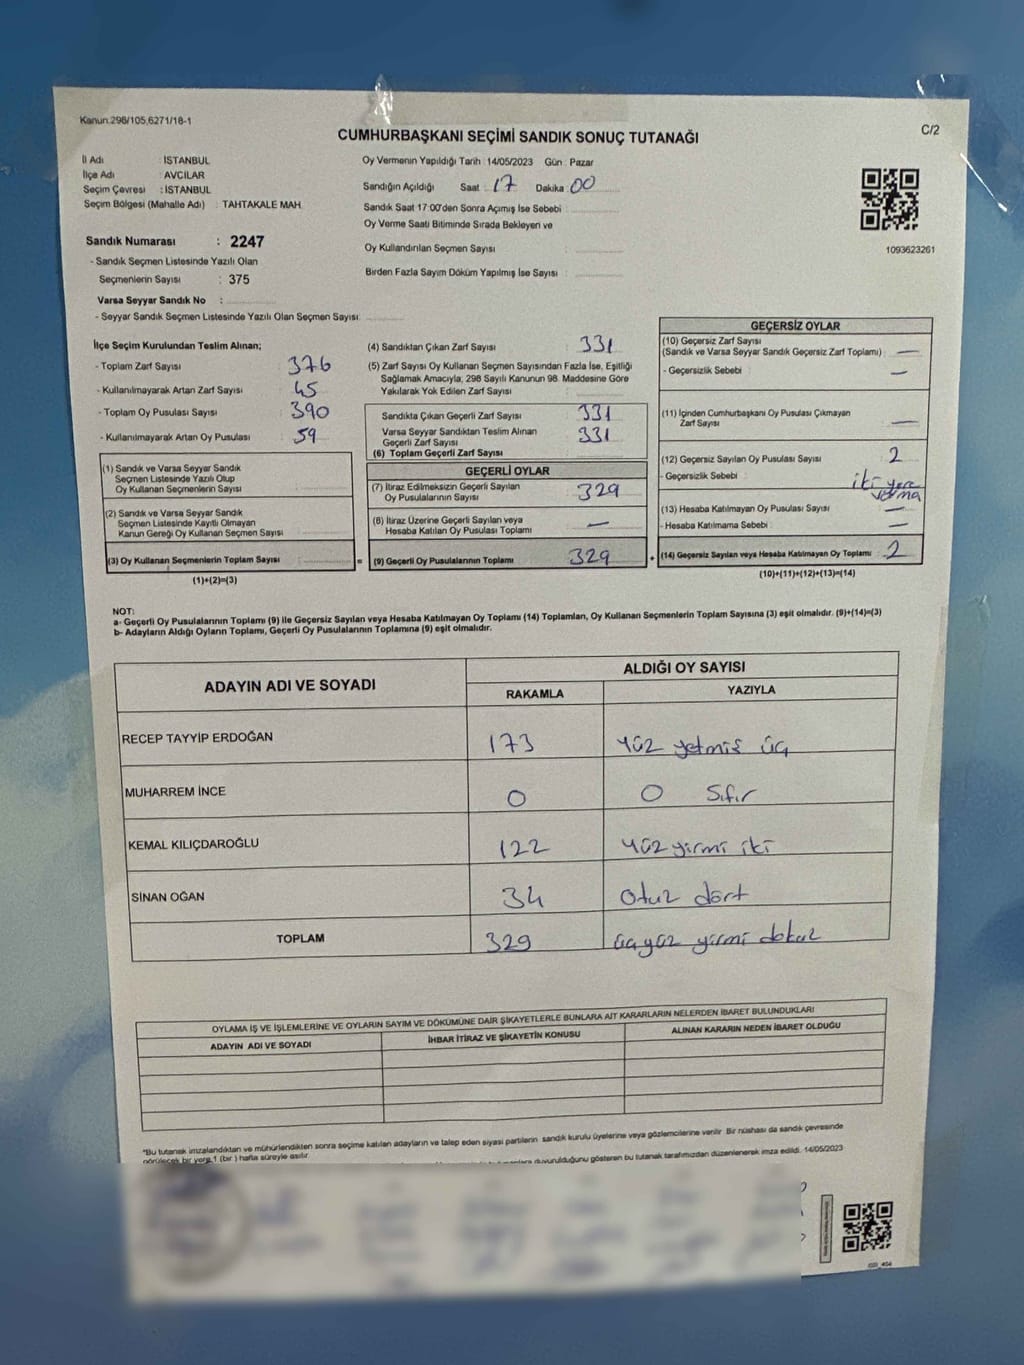 Kanun:298/105,6271/18-1
C/2
CUMHURBAŞKANI SEÇİMİ SANDIK SONUÇ TUTANAĞI
İl Adı : İSTANBUL
İlçe Adı : AVCILAR
Seçim Çevresi : İSTANBUL
Seçim Bölgesi (Mahalle Adı) : TAHTAKALE MAH.
Oy Vermenin Yapıldığı Tarih : 14/05/2023 Gün : Pazar
Sandığın Açıldığı Saat : 17 Dakika : 00
Sandık Saat 17:00'den Sonra Açımış İse Sebebi :
Oy Verme Saati Bitiminde Sırada Bekleyen ve
Oy Kullandırılan Seçmen Sayısı :
Birden Fazla Sayım Döküm Yapılmış İse Sayısı :
1093623261
Sandık Numarası : 2247
- Sandık Seçmen Listesinde Yazılı Olan
Seçmenlerin Sayısı : 375
Varsa Seyyar Sandık No :
- Seyyar Sandık Seçmen Listesinde Yazılı Olan Seçmen Sayısı:
İlçe Seçim Kurulundan Teslim Alınan;
- Toplam Zarf Sayısı : 376
- Kullanılmayarak Artan Zarf Sayısı : 45
- Toplam Oy Pusulası Sayısı : 390
- Kullanılmayarak Artan Oy Pusulası : 59
(1) Sandık ve Varsa Seyyar Sandık
Seçmen Listesinde Yazılı Olup
Oy Kullanan Seçmenlerin Sayısı :
(2) Sandık ve Varsa Seyyar Sandık
Seçmen Listesinde Kayıtlı Olmayan
Kanun Gereği Oy Kullanan Seçmen Sayısı :
(3) Oy Kullanan Seçmenlerin Toplam Sayısı :
(1)+(2)=(3)
(4) Sandıktan Çıkan Zarf Sayısı : 331
(5) Zarf Sayısı Oy Kullanan Seçmen Sayısından Fazla İse, Eşitliği
Sağlamak Amacıyla, 298 Sayılı Kanunun 98. Maddesine Göre
Yakılarak Yok Edilen Zarf Sayısı :
Sandıkta Çıkan Geçerli Zarf Sayısı : 331
Varsa Seyyar Sandıktan Teslim Alınan
Geçerli Zarf Sayısı : 331
(6) Toplam Geçerli Zarf Sayısı :
GEÇERLİ OYLAR
(7) İtiraz Edilmeksizin Geçerli Sayılan
Oy Pusulalarının Sayısı : 329
(8) İtiraz Üzerine Geçerli Sayılan veya
Hesaba Katılan Oy Pusulası Toplamı : —
= (9) Geçerli Oy Pusulalarının Toplamı : 329 +
GEÇERSİZ OYLAR
(10) Geçersiz Zarf Sayısı
(Sandık ve Varsa Seyyar Sandık Geçersiz Zarf Toplamı) : —
- Geçersizlik Sebebi : —
(11) İçinden Cumhurbaşkanı Oy Pusulası Çıkmayan
Zarf Sayısı : —
(12) Geçersiz Sayılan Oy Pusulası Sayısı : 2
- Geçersizlik Sebebi : iki yere
(13) Hesaba Katılmayan Oy Pusulası Sayısı : —
- Hesaba Katılmama Sebebi : —
(14) Geçersiz Sayılan veya Hesaba Katılmayan Oy Toplamı : 2
(10)+(11)+(12)+(13)=(14)
NOT:
a- Geçerli Oy Pusulalarının Toplamı (9) ile Geçersiz Sayılan veya Hesaba Katılmayan Oy Toplamı (14) Toplamları, Oy Kullanan Seçmenlerin Toplam Sayısına (3) eşit olmalıdır. (9)+(14)=(3)
b- Adayların Aldığı Oyların Toplamı, Geçerli Oy Pusulalarının Toplamına (9) eşit olmalıdır.
ADAYIN ADI VE SOYADI
ALDIĞI OY SAYISI
RAKAMLA YAZIYLA
RECEP TAYYİP ERDOĞAN 173 Yüz yetmiş üç
MUHARREM İNCE 0 0 Sıfır
KEMAL KILIÇDAROĞLU 122 Yüz yirmi iki
SİNAN OĞAN 34 Otuz dört
TOPLAM 329 üçyüz yirmi dokuz
OYLAMA İŞ VE İŞLEMLERİNE VE OYLARIN SAYIM VE DÖKÜMÜNE DAİR ŞİKAYETLERLE BUNLARA AİT KARARLARIN NELERDEN İBARET BULUNDUKLARI
ADAYIN ADI VE SOYADI İHBAR İTİRAZ VE ŞİKAYETİN KONUSU ALINAN KARARIN NEDEN İBARET OLDUĞU
*Bu tutanak imzalandıktan ve mühürlendikten sonra seçime katılan adayların ve talep eden siyasi partilerin sandık kurulu üyelerine veya gözlemcilerine verilir. Bir nüshası da sandık çevresinde
görülecek bir yere 1 (bir) hafta süreyle asılır.
duyurulduğunu gösteren bu tutanak tarafımızdan düzenlenerek imza edildi. 14/05/2023